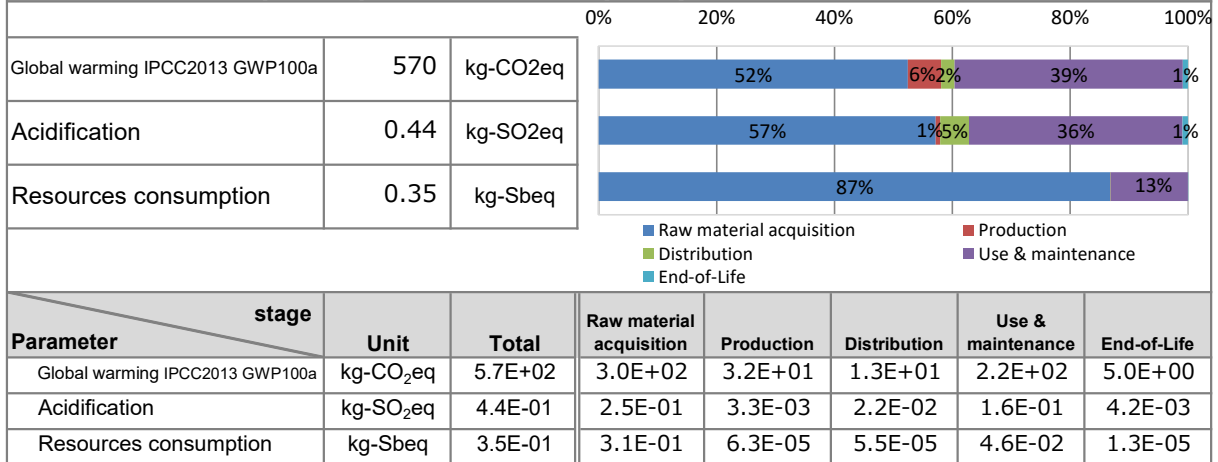 0% 20% 40% 60% 80% 100%
Global warming IPCC2013 GWP100a 570 kg-CO2eq 52% 6% 2% 39% 1%
Acidification 0.44 kg-SO2eq 57% 1% 5% 36% 1%
Resources consumption 0.35 kg-Sbeq 87% 13%
Raw material acquisition Production
Distribution Use & maintenance
End-of-Life
stage
Parameter Unit Total Raw material acquisition Production Distribution Use & maintenance End-of-Life
Global warming IPCC2013 GWP100a kg-CO₂eq 5.7E+02 3.0E+02 3.2E+01 1.3E+01 2.2E+02 5.0E+00
Acidification kg-SO₂eq 4.4E-01 2.5E-01 3.3E-03 2.2E-02 1.6E-01 4.2E-03
Resources consumption kg-Sbeq 3.5E-01 3.1E-01 6.3E-05 5.5E-05 4.6E-02 1.3E-05